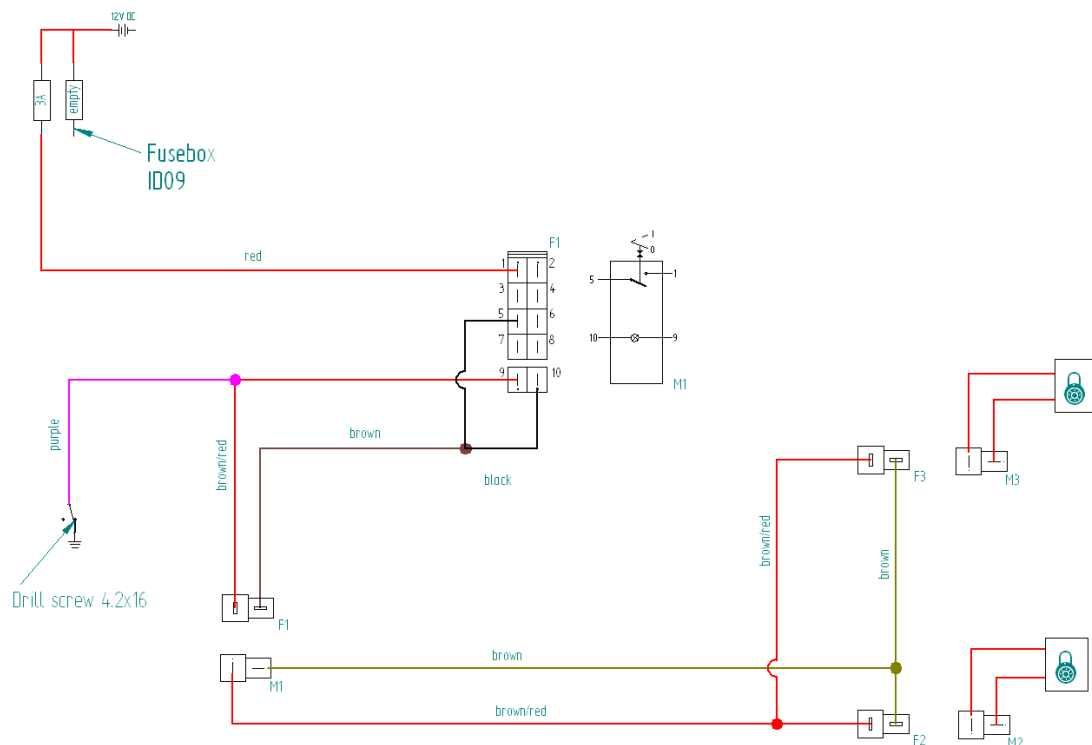 12V DC
3A
empty
Fusebox
ID09
red
F1
1
2
3
4
5
6
7
8
9
10
I
0
5
1
10
9
M1
purple
brown/red
brown
black
Drill screw 4.2x16
F1
M1
brown
brown/red
brown/red
brown
F3
F2
M3
M2